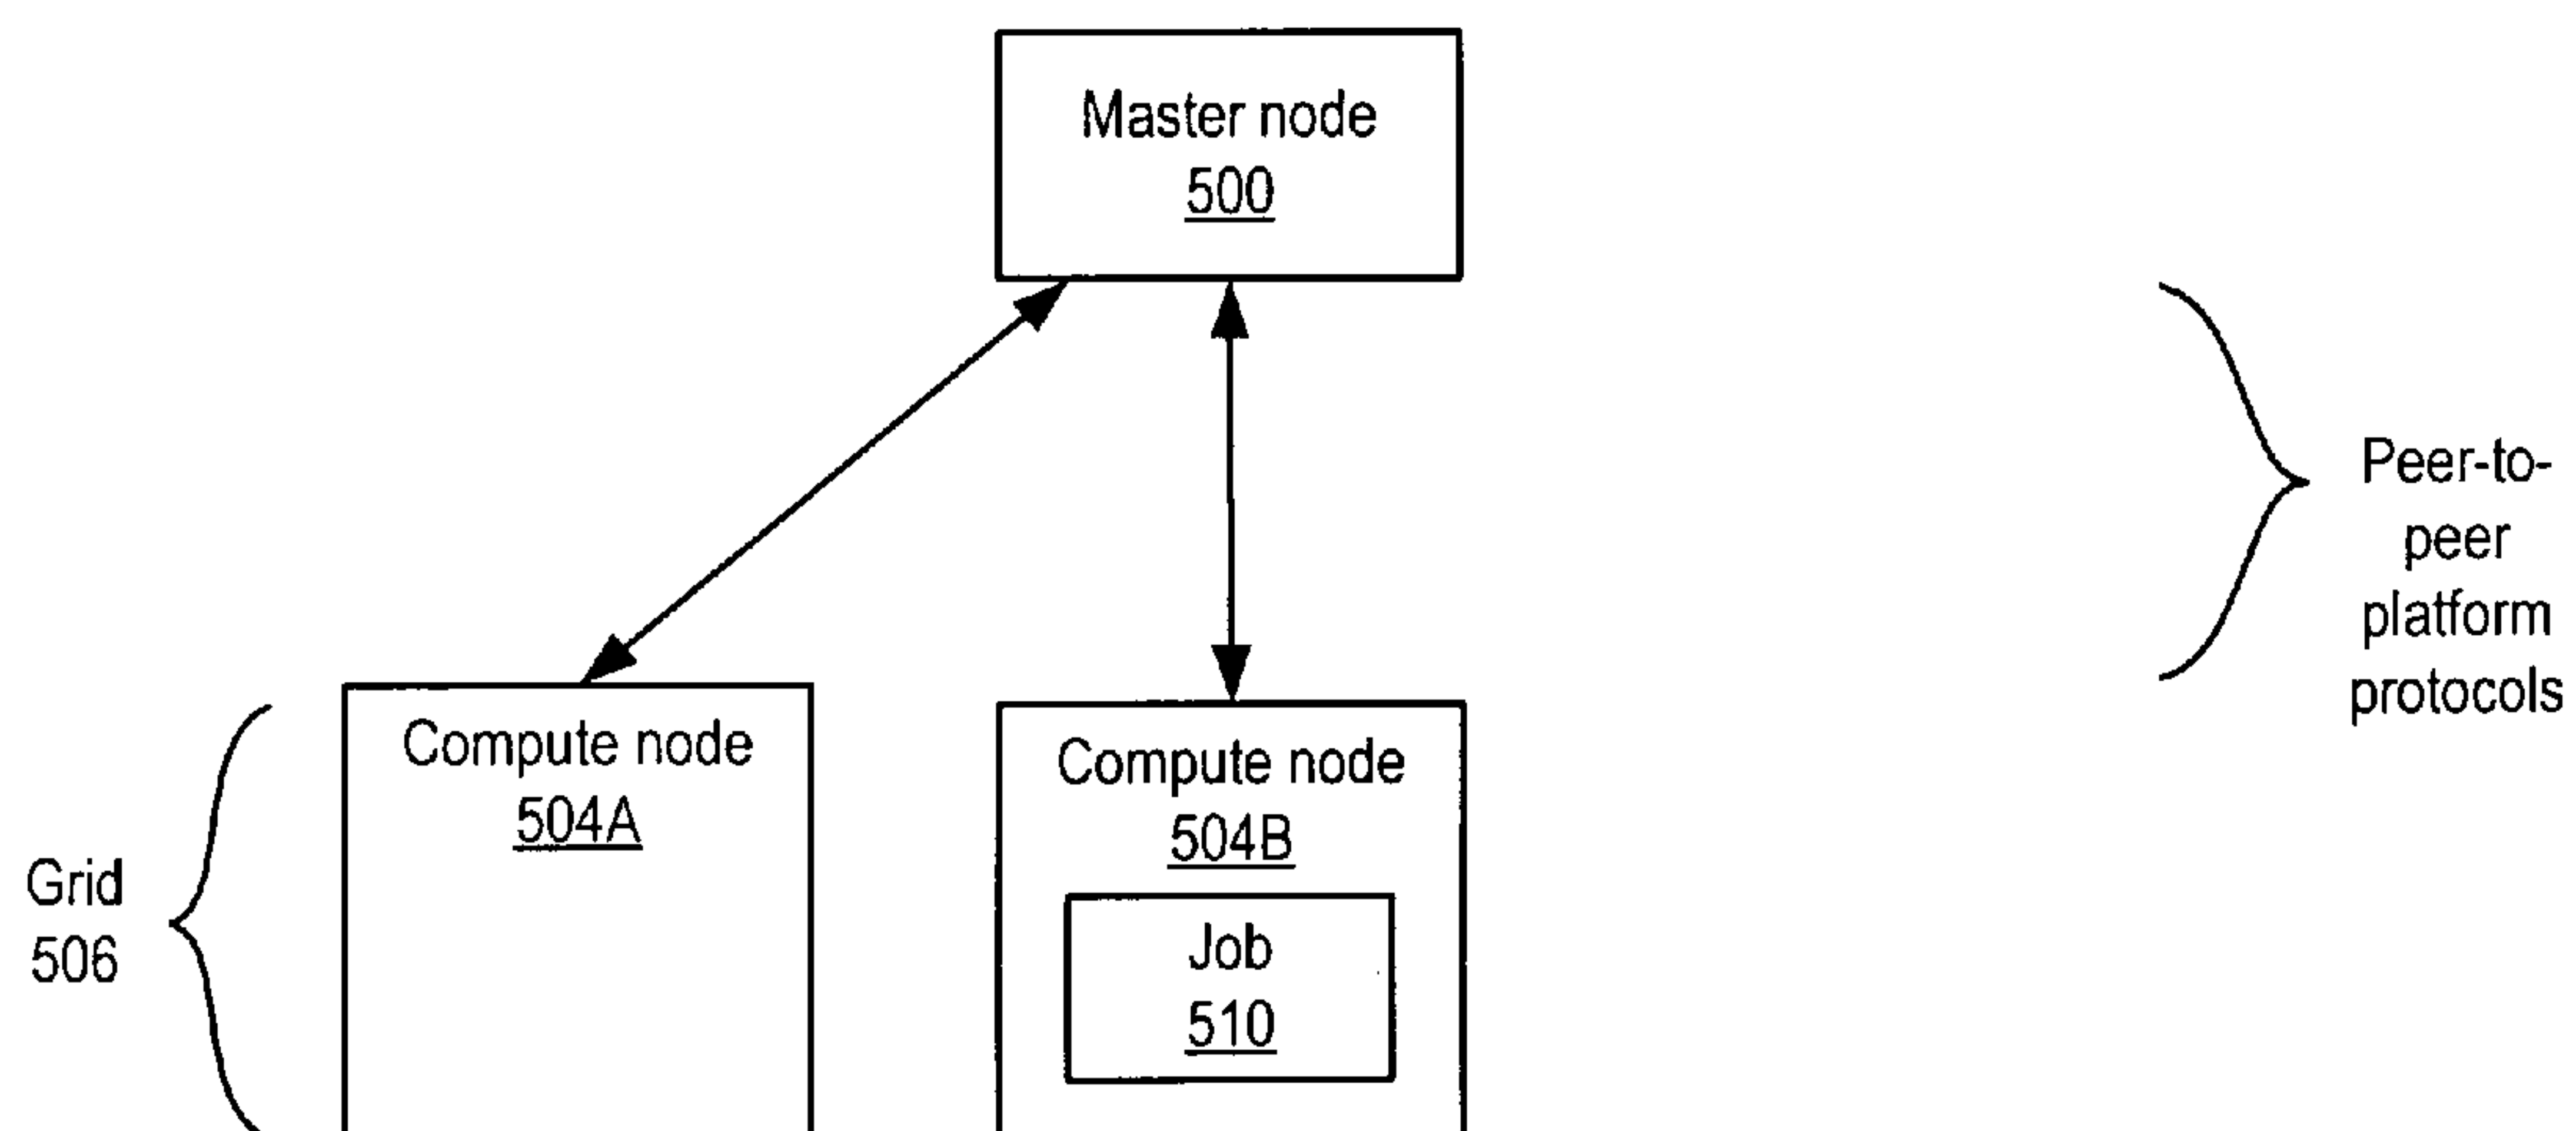 Master node
500
Peer-to-
peer
platform
protocols
Compute node
504A
Compute node
504B
Grid
506
Job
510